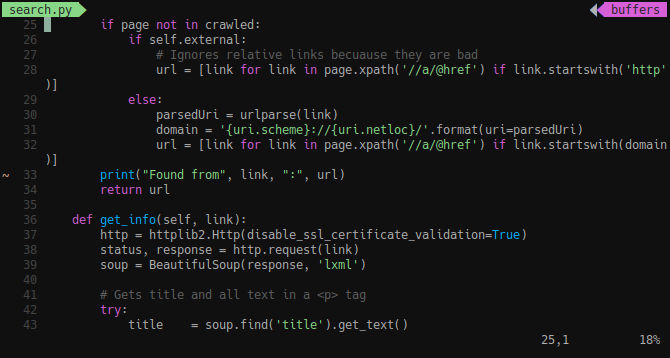 search.py buffers
25 if page not in crawled:
26 if self.external:
27 # Ignores relative links becuause they are bad
28 url = [link for link in page.xpath('//a/@href') if link.startswith('http'
)]
29 else:
30 parsedUri = urlparse(link)
31 domain = '{uri.scheme}://{uri.netloc}/'.format(uri=parsedUri)
32 url = [link for link in page.xpath('//a/@href') if link.startswith(domain
)]
~ 33 print("Found from", link, ":", url)
34 return url
35
36 def get_info(self, link):
37 http = httplib2.Http(disable_ssl_certificate_validation=True)
38 status, response = http.request(link)
39 soup = BeautifulSoup(response, 'lxml')
40
41 # Gets title and all text in a <p> tag
42 try:
43 title = soup.find('title').get_text()
25,1 18%